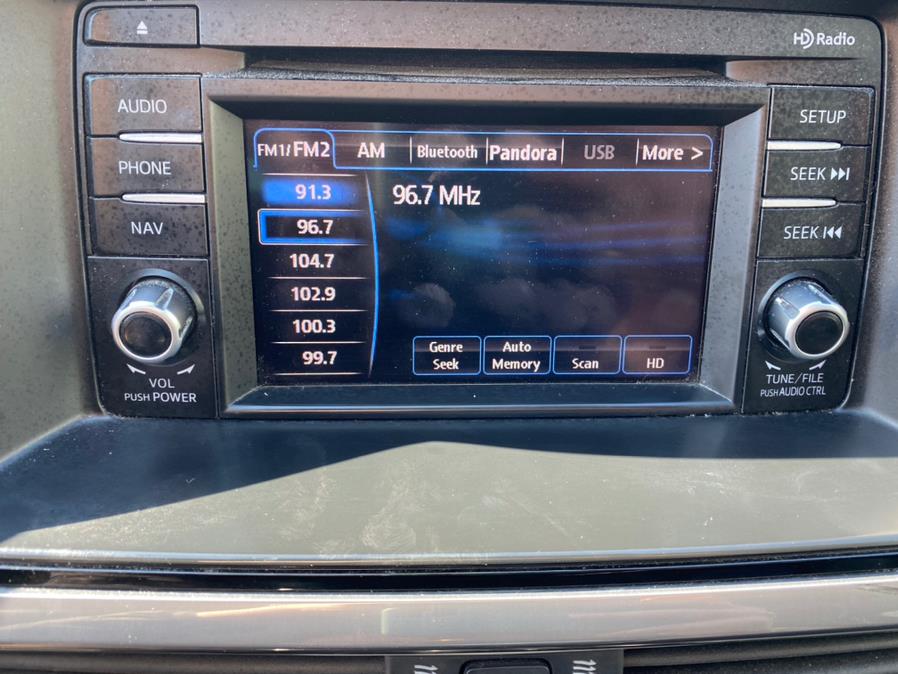 HD Radio
AUDIO
PHONE
NAV
VOL
PUSH POWER
FM1/FM2 AM Bluetooth Pandora USB More >
91.3
96.7
104.7
102.9
100.3
99.7
96.7 MHz
Genre
Seek
Auto
Memory
Scan
HD
SETUP
SEEK
SEEK
TUNE/FILE
PUSH AUDIO CTRL